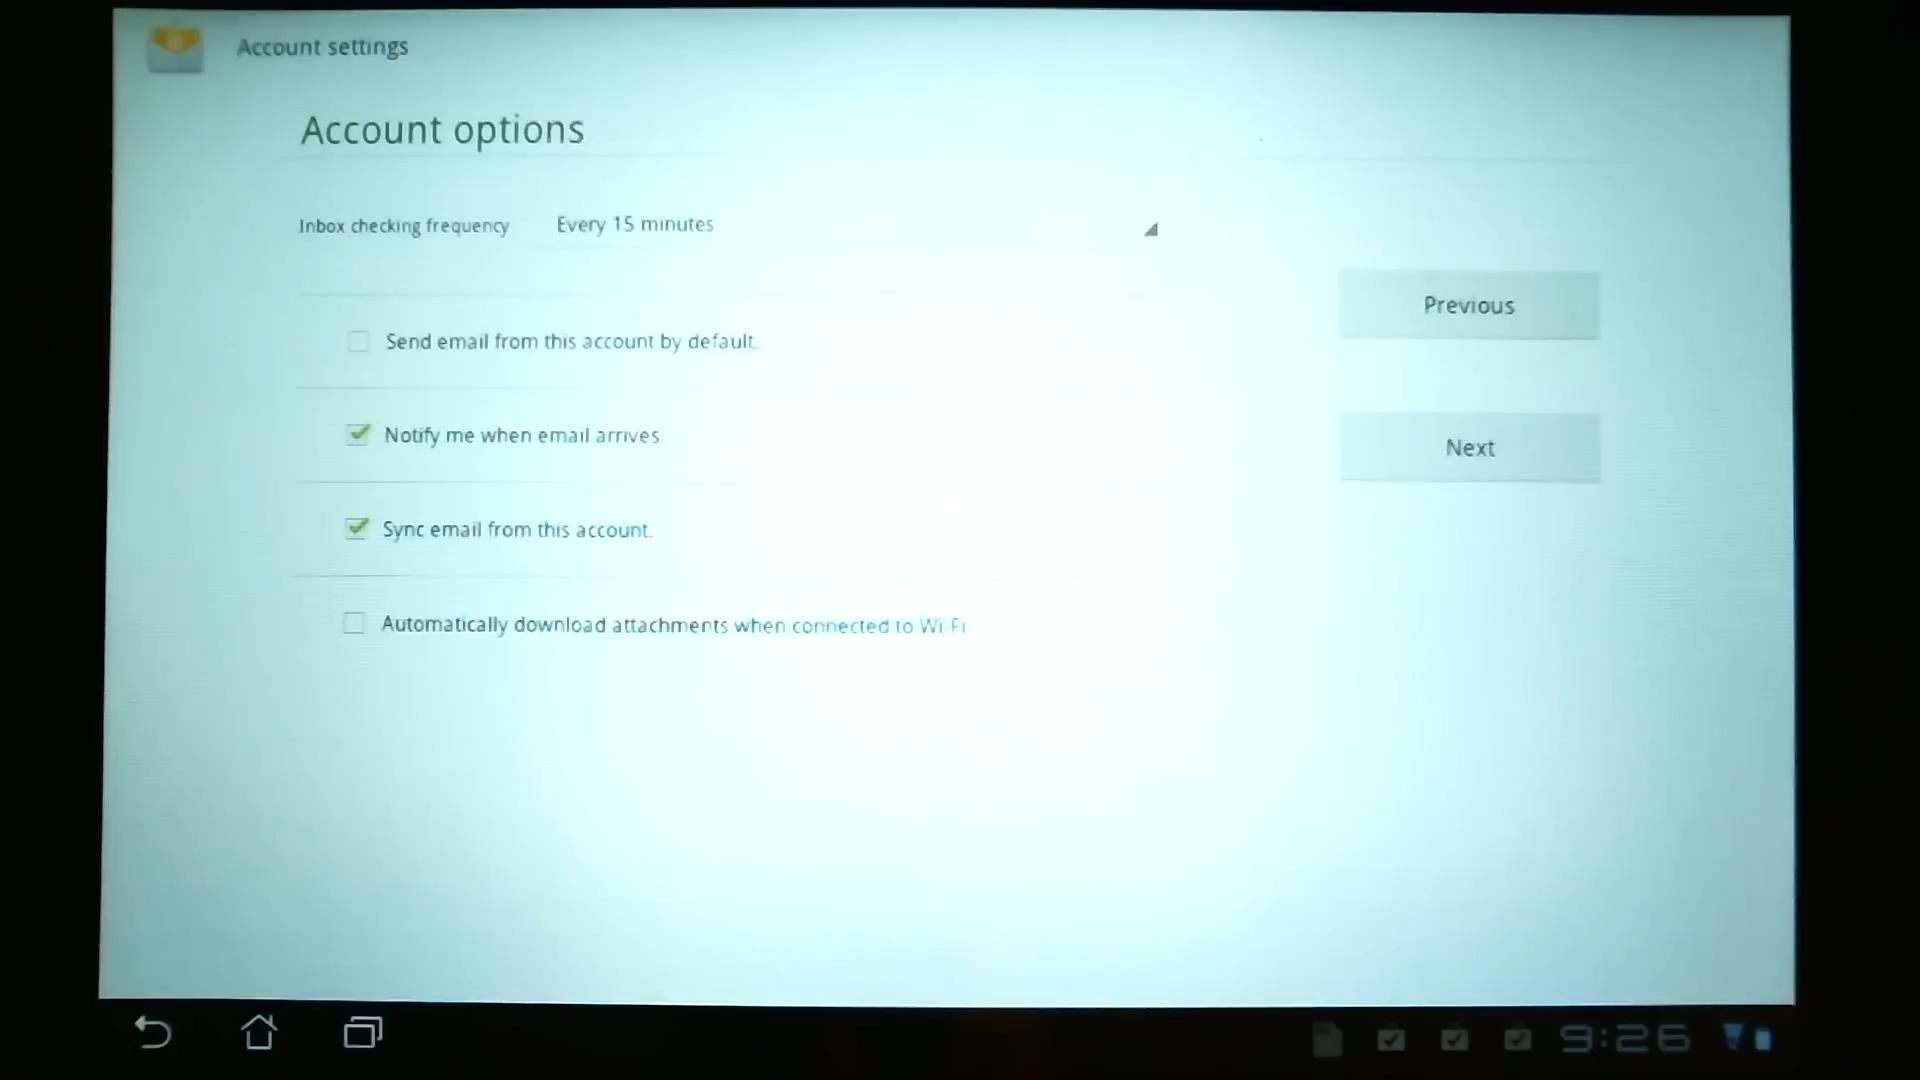 Account settings
Account options
Inbox checking frequency Every 15 minutes
Previous
Send email from this account by default.
Notify me when email arrives.
Next
Sync email from this account.
Automatically download attachments when connected to Wi-Fi
9:26